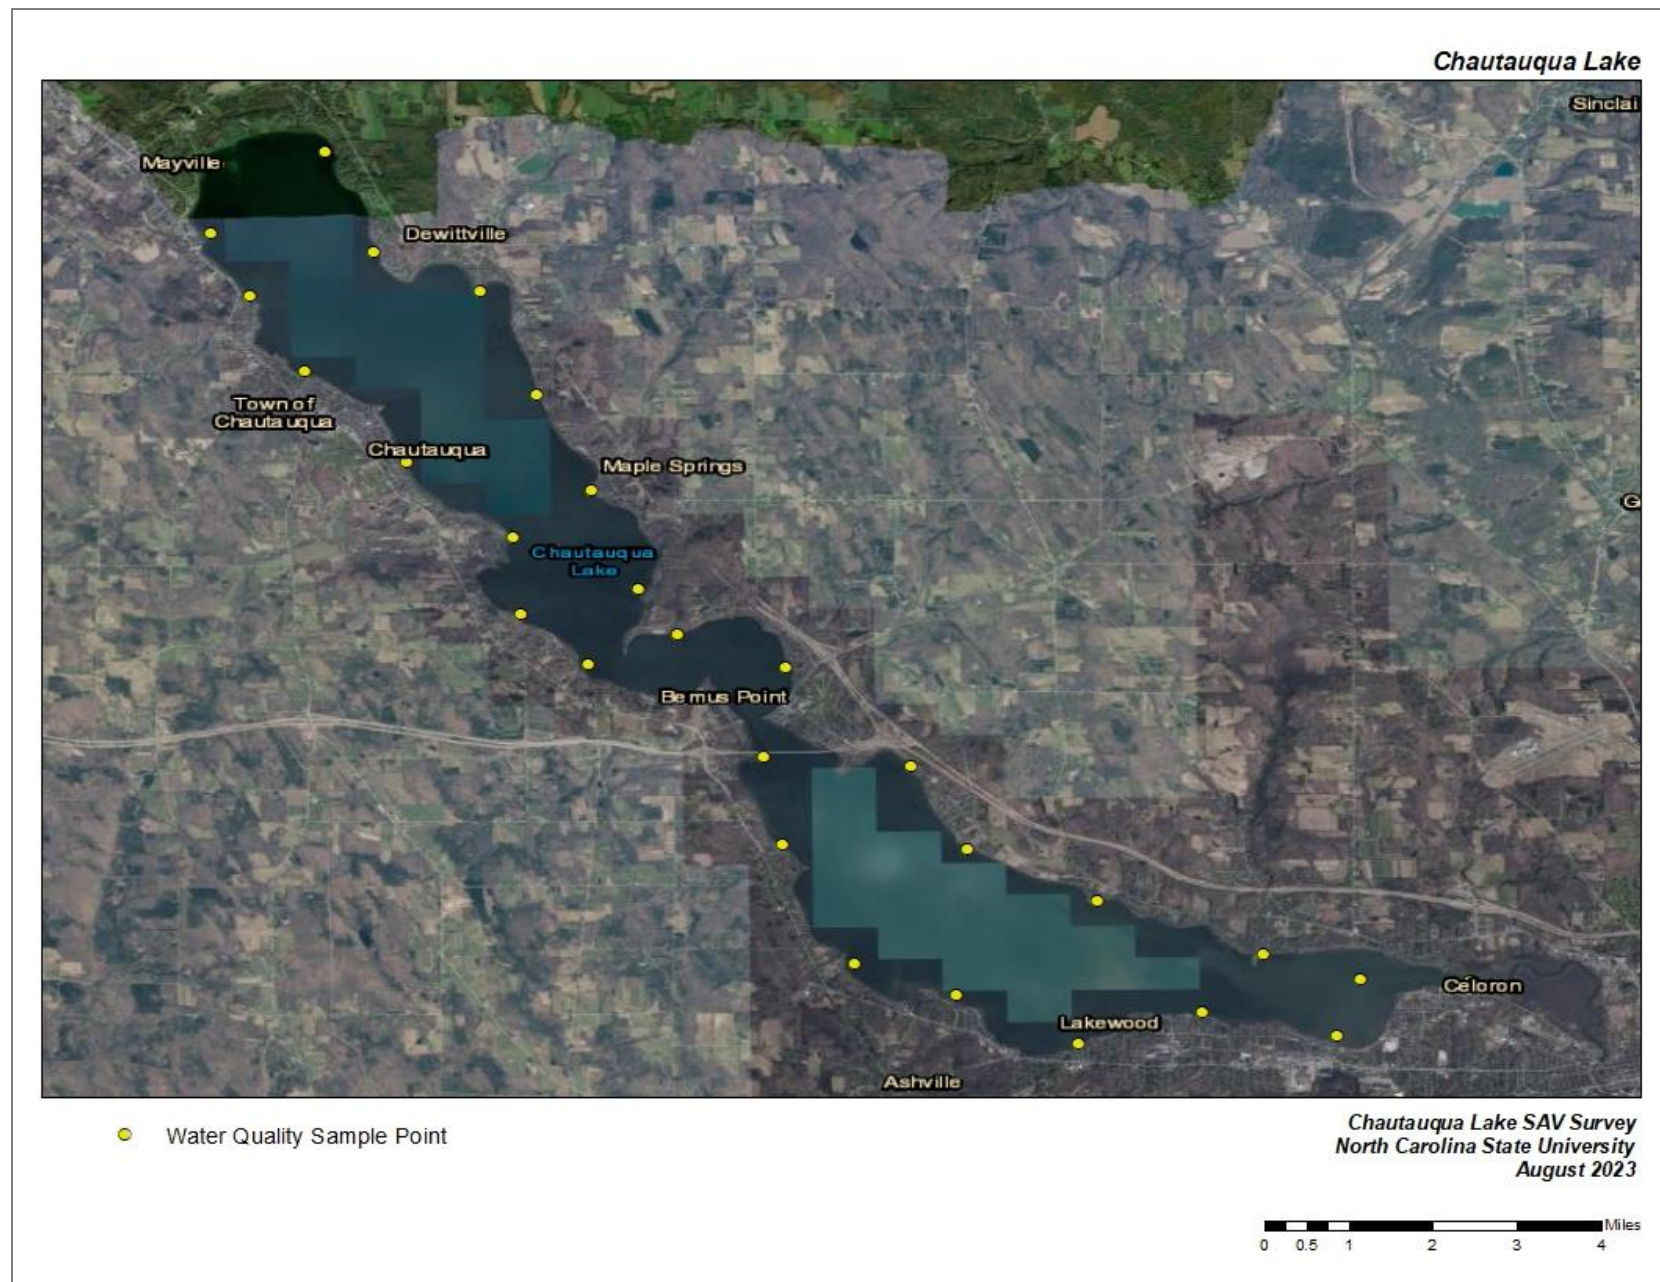 Chautauqua Lake
Sinclai
Mayville
Dewittville
Town of
Chautauqua
Chautauqua
Maple Springs
G
Chautauqua
Lake
Bemus Point
Celoron
Lakewood
Ashville
Water Quality Sample Point
Chautauqua Lake SAV Survey
North Carolina State University
August 2023
Miles
0 0.5 1 2 3 4